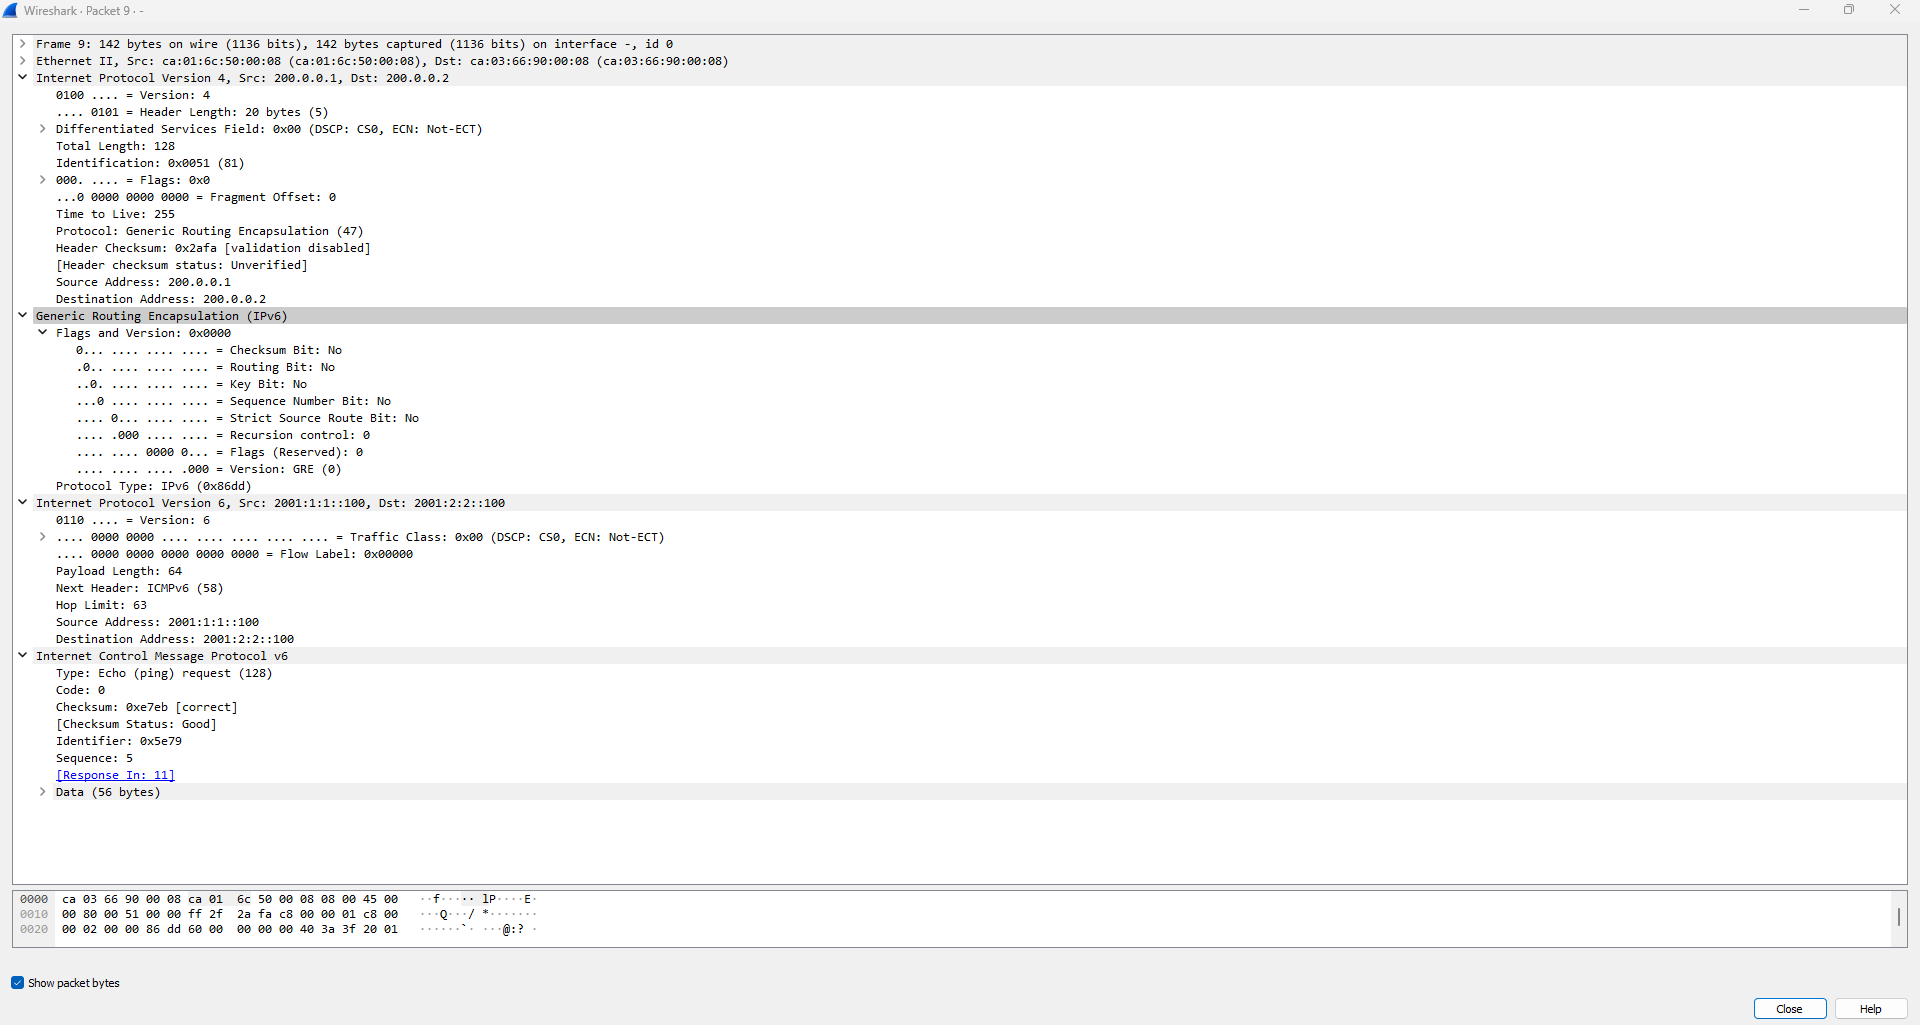 Wireshark · Packet 9 · -
Frame 9: 142 bytes on wire (1136 bits), 142 bytes captured (1136 bits) on interface -, id 0
Ethernet II, Src: ca:01:6c:50:00:08 (ca:01:6c:50:00:08), Dst: ca:03:66:90:00:08 (ca:03:66:90:00:08)
Internet Protocol Version 4, Src: 200.0.0.1, Dst: 200.0.0.2
0100 .... = Version: 4
.... 0101 = Header Length: 20 bytes (5)
Differentiated Services Field: 0x00 (DSCP: CS0, ECN: Not-ECT)
Total Length: 128
Identification: 0x0051 (81)
000. .... = Flags: 0x0
...0 0000 0000 0000 = Fragment Offset: 0
Time to Live: 255
Protocol: Generic Routing Encapsulation (47)
Header Checksum: 0x2afa [validation disabled]
[Header checksum status: Unverified]
Source Address: 200.0.0.1
Destination Address: 200.0.0.2
Generic Routing Encapsulation (IPv6)
Flags and Version: 0x0000
0... .... .... .... = Checksum Bit: No
.0.. .... .... .... = Routing Bit: No
..0. .... .... .... = Key Bit: No
...0 .... .... .... = Sequence Number Bit: No
.... 0... .... .... = Strict Source Route Bit: No
.... .000 .... .... = Recursion control: 0
.... .... 0000 0... = Flags (Reserved): 0
.... .... .... .000 = Version: GRE (0)
Protocol Type: IPv6 (0x86dd)
Internet Protocol Version 6, Src: 2001:1:1::100, Dst: 2001:2:2::100
0110 .... = Version: 6
.... 0000 0000 .... .... .... .... .... = Traffic Class: 0x00 (DSCP: CS0, ECN: Not-ECT)
.... 0000 0000 0000 0000 0000 = Flow Label: 0x00000
Payload Length: 64
Next Header: ICMPv6 (58)
Hop Limit: 63
Source Address: 2001:1:1::100
Destination Address: 2001:2:2::100
Internet Control Message Protocol v6
Type: Echo (ping) request (128)
Code: 0
Checksum: 0xe7eb [correct]
[Checksum Status: Good]
Identifier: 0x5e79
Sequence: 5
[Response In: 11]
Data (56 bytes)
0000 ca 03 66 90 00 08 ca 01 6c 50 00 08 08 00 45 00 ··f····· lP····E·
0010 00 80 00 51 00 00 ff 2f 2a fa c8 00 00 01 c8 00 ···Q···/ *·······
0020 00 02 00 00 86 dd 60 00 00 00 00 40 3a 3f 20 01 ······`· ···@:? ·
Show packet bytes
Close
Help